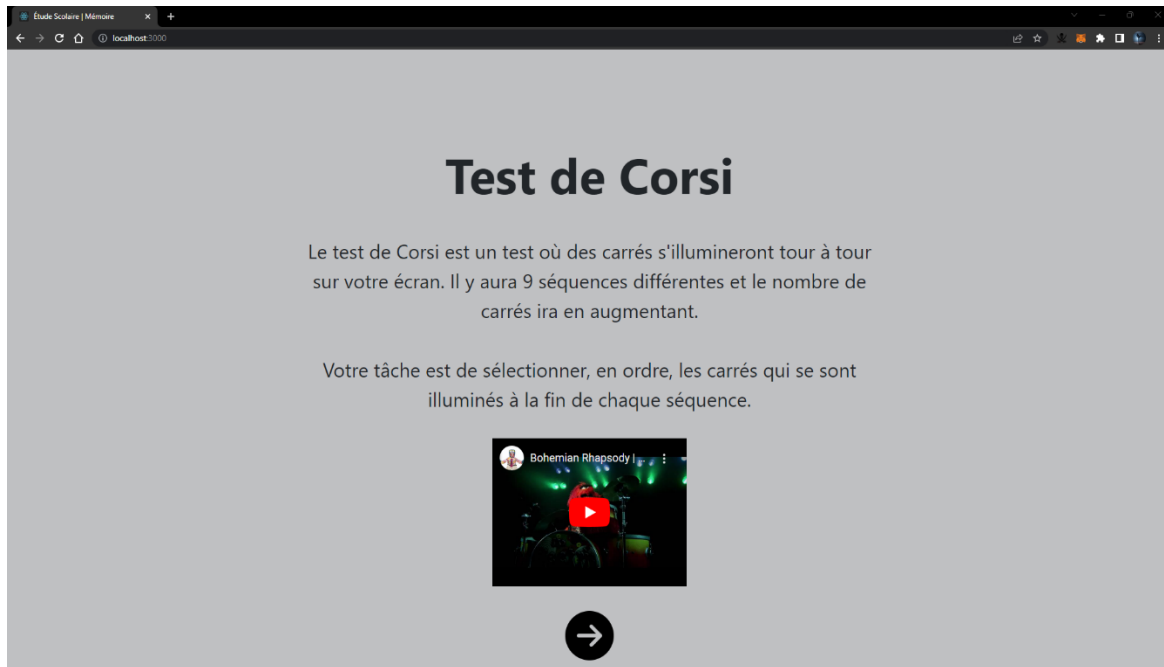 Étude Scolaire | Mémoire
localhost:3000
Test de Corsi
Le test de Corsi est un test où des carrés s'illumineront tour à tour
sur votre écran. Il y aura 9 séquences différentes et le nombre de
carrés ira en augmentant.
Votre tâche est de sélectionner, en ordre, les carrés qui se sont
illuminés à la fin de chaque séquence.
Bohemian Rhapsody | ...